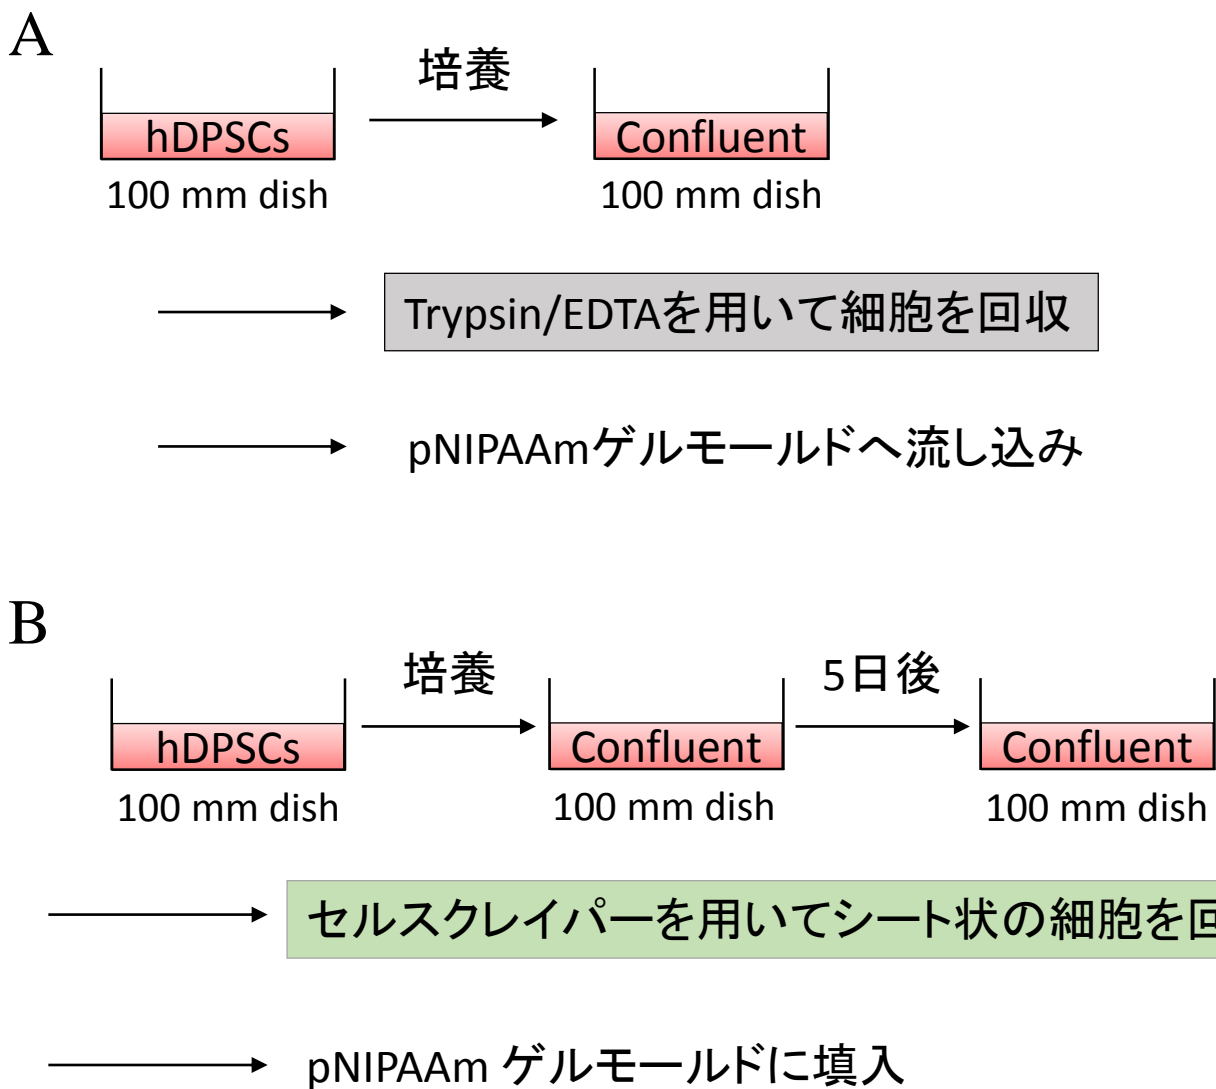 A
培養
hDPSCs
Confluent
100 mm dish
100 mm dish
Trypsin/EDTAを用いて細胞を回収
pNIPAAmゲルモールドへ流し込み
B
培養
5日後
hDPSCs
Confluent
Confluent
100 mm dish
100 mm dish
100 mm dish
セルスクレイパーを用いてシート状の細胞を回
pNIPAAm ゲルモールドに填入